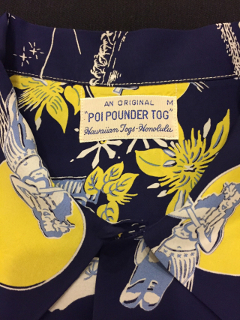 AN ORIGINAL M
"POI POUNDER TOG"
Hawaiian Togs - Honolulu